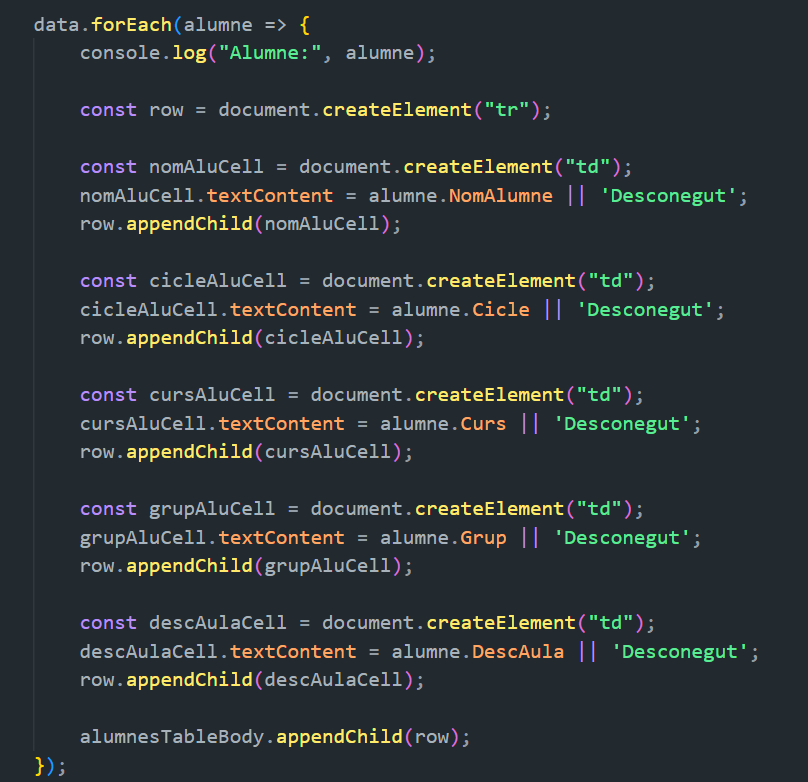 data.forEach(alumne => {
console.log("Alumne:", alumne);
const row = document.createElement("tr");
const nomAluCell = document.createElement("td");
nomAluCell.textContent = alumne.NomAlumne || 'Desconegut';
row.appendChild(nomAluCell);
const cicleAluCell = document.createElement("td");
cicleAluCell.textContent = alumne.Cicle || 'Desconegut';
row.appendChild(cicleAluCell);
const cursAluCell = document.createElement("td");
cursAluCell.textContent = alumne.Curs || 'Desconegut';
row.appendChild(cursAluCell);
const grupAluCell = document.createElement("td");
grupAluCell.textContent = alumne.Grup || 'Desconegut';
row.appendChild(grupAluCell);
const descAulaCell = document.createElement("td");
descAulaCell.textContent = alumne.DescAula || 'Desconegut';
row.appendChild(descAulaCell);
alumnesTableBody.appendChild(row);
});